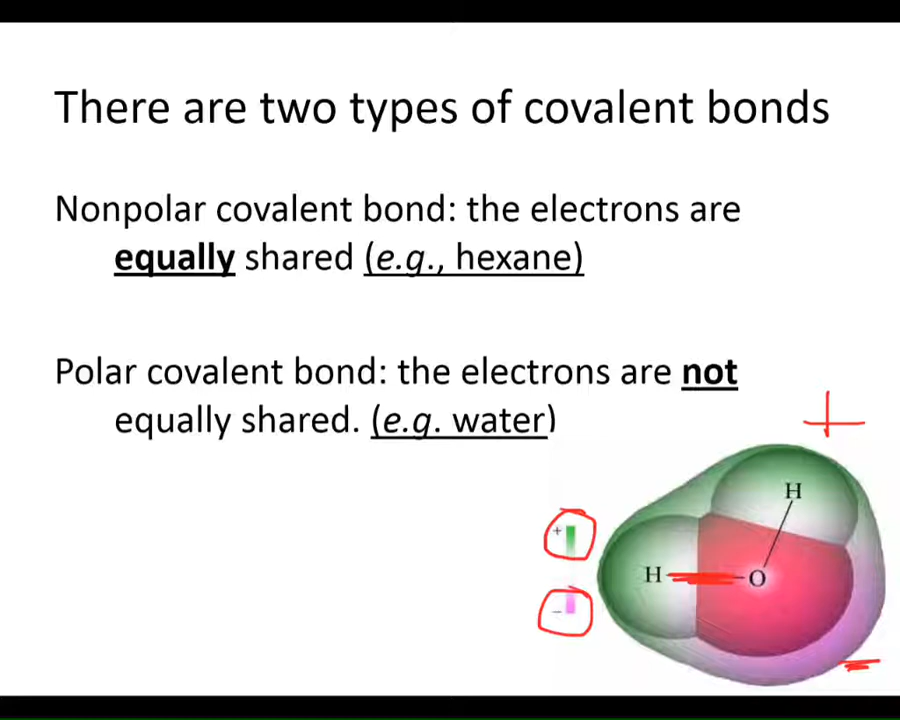 There are two types of covalent bonds
Nonpolar covalent bond: the electrons are
equally shared (e.g., hexane)
Polar covalent bond: the electrons are not
equally shared. (e.g. water)
+
H
+
H
O
−
−